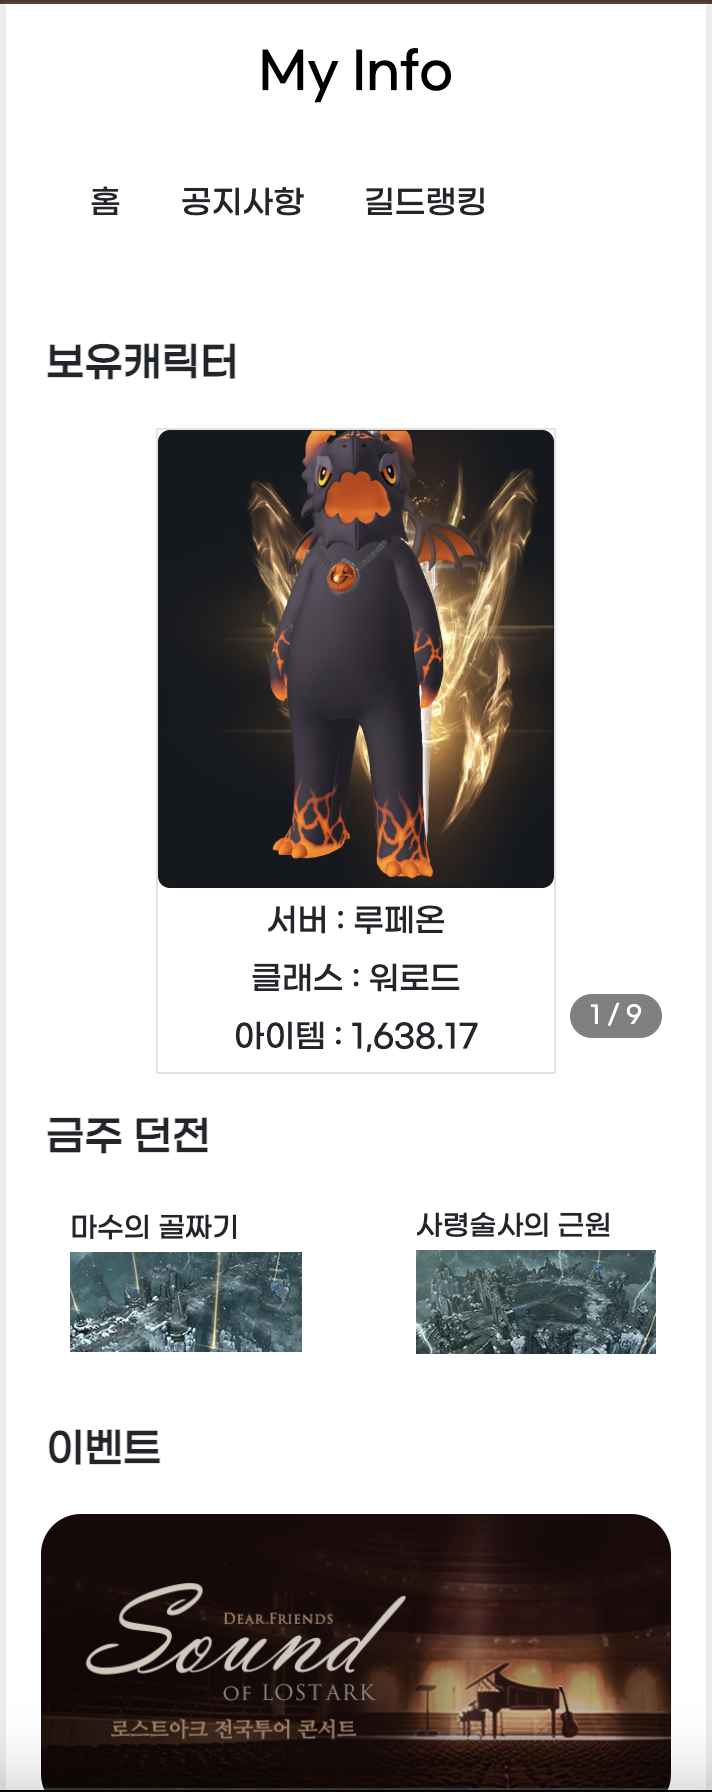 My Info
홈 공지사항 길드랭킹
보유캐릭터
서버 : 루페온
클래스 : 워로드
아이템 : 1,638.17
1 / 9
금주 던전
마수의 골짜기
사령술사의 근원
이벤트
DEAR.FRIENDS
Sound
OF LOSTARK
로스트아크 전국투어 콘서트